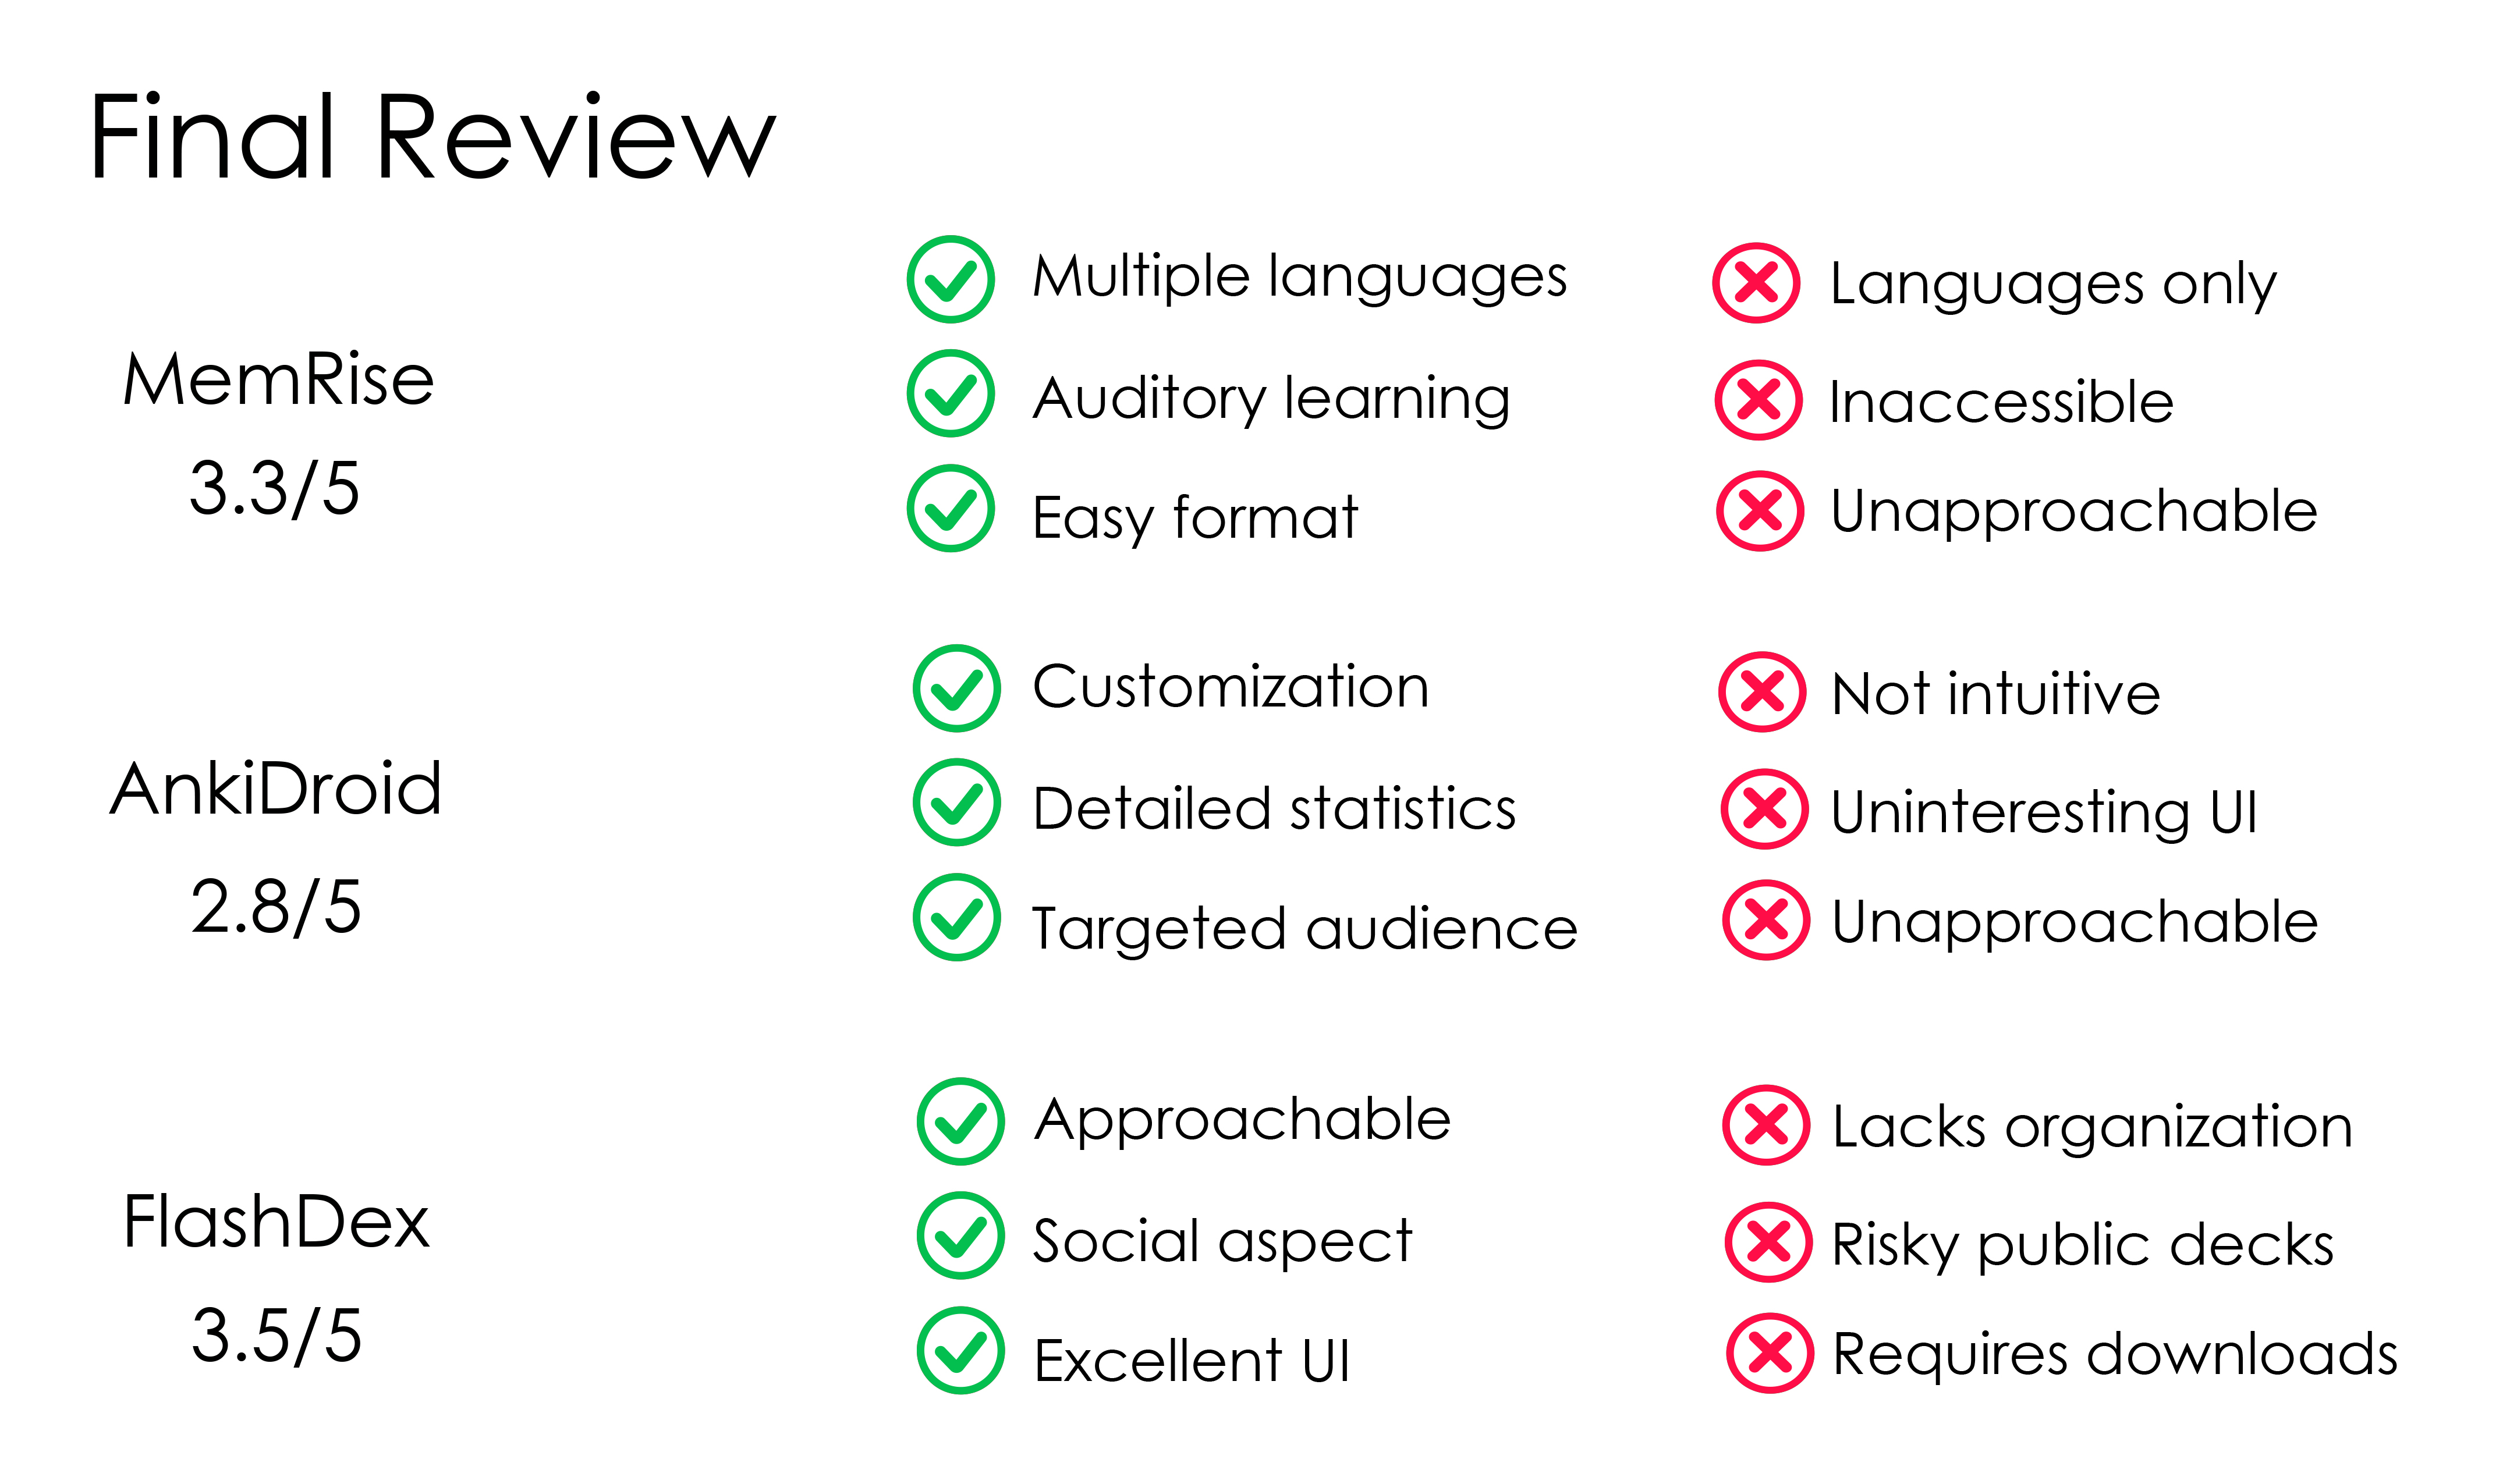 Final Review
MemRise
3.3/5
Multiple languages
Auditory learning
Easy format
Languages only
Inaccessible
Unapproachable
AnkiDroid
2.8/5
Customization
Detailed statistics
Targeted audience
Not intuitive
Uninteresting UI
Unapproachable
FlashDex
3.5/5
Approachable
Social aspect
Excellent UI
Lacks organization
Risky public decks
Requires downloads